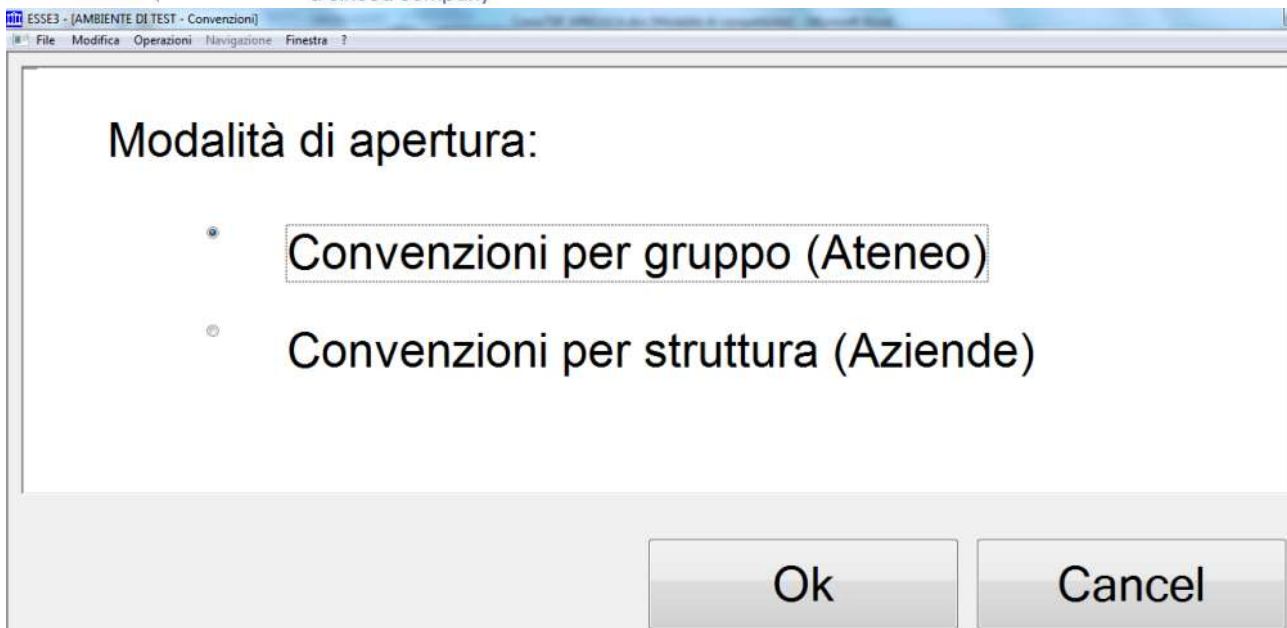 ESSE3 - [AMBIENTE DI TEST - Convenzioni]
File Modifica Operazioni Navigazione Finestra ?
Modalità di apertura:
Convenzioni per gruppo (Ateneo)
Convenzioni per struttura (Aziende)
Ok Cancel